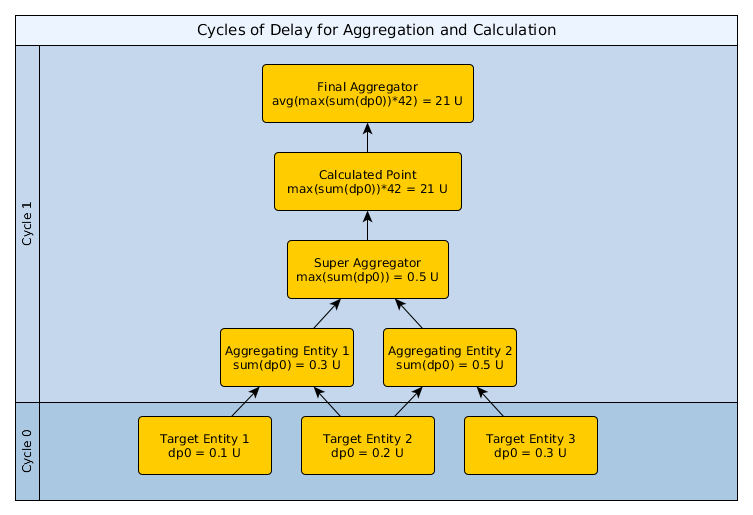 Cycles of Delay for Aggregation and Calculation
Cycle 1
Final Aggregator
avg(max(sum(dp0))*42) = 21 U
Calculated Point
max(sum(dp0))*42 = 21 U
Super Aggregator
max(sum(dp0)) = 0.5 U
Aggregating Entity 1
sum(dp0) = 0.3 U
Aggregating Entity 2
sum(dp0) = 0.5 U
Cycle 0
Target Entity 1
dp0 = 0.1 U
Target Entity 2
dp0 = 0.2 U
Target Entity 3
dp0 = 0.3 U